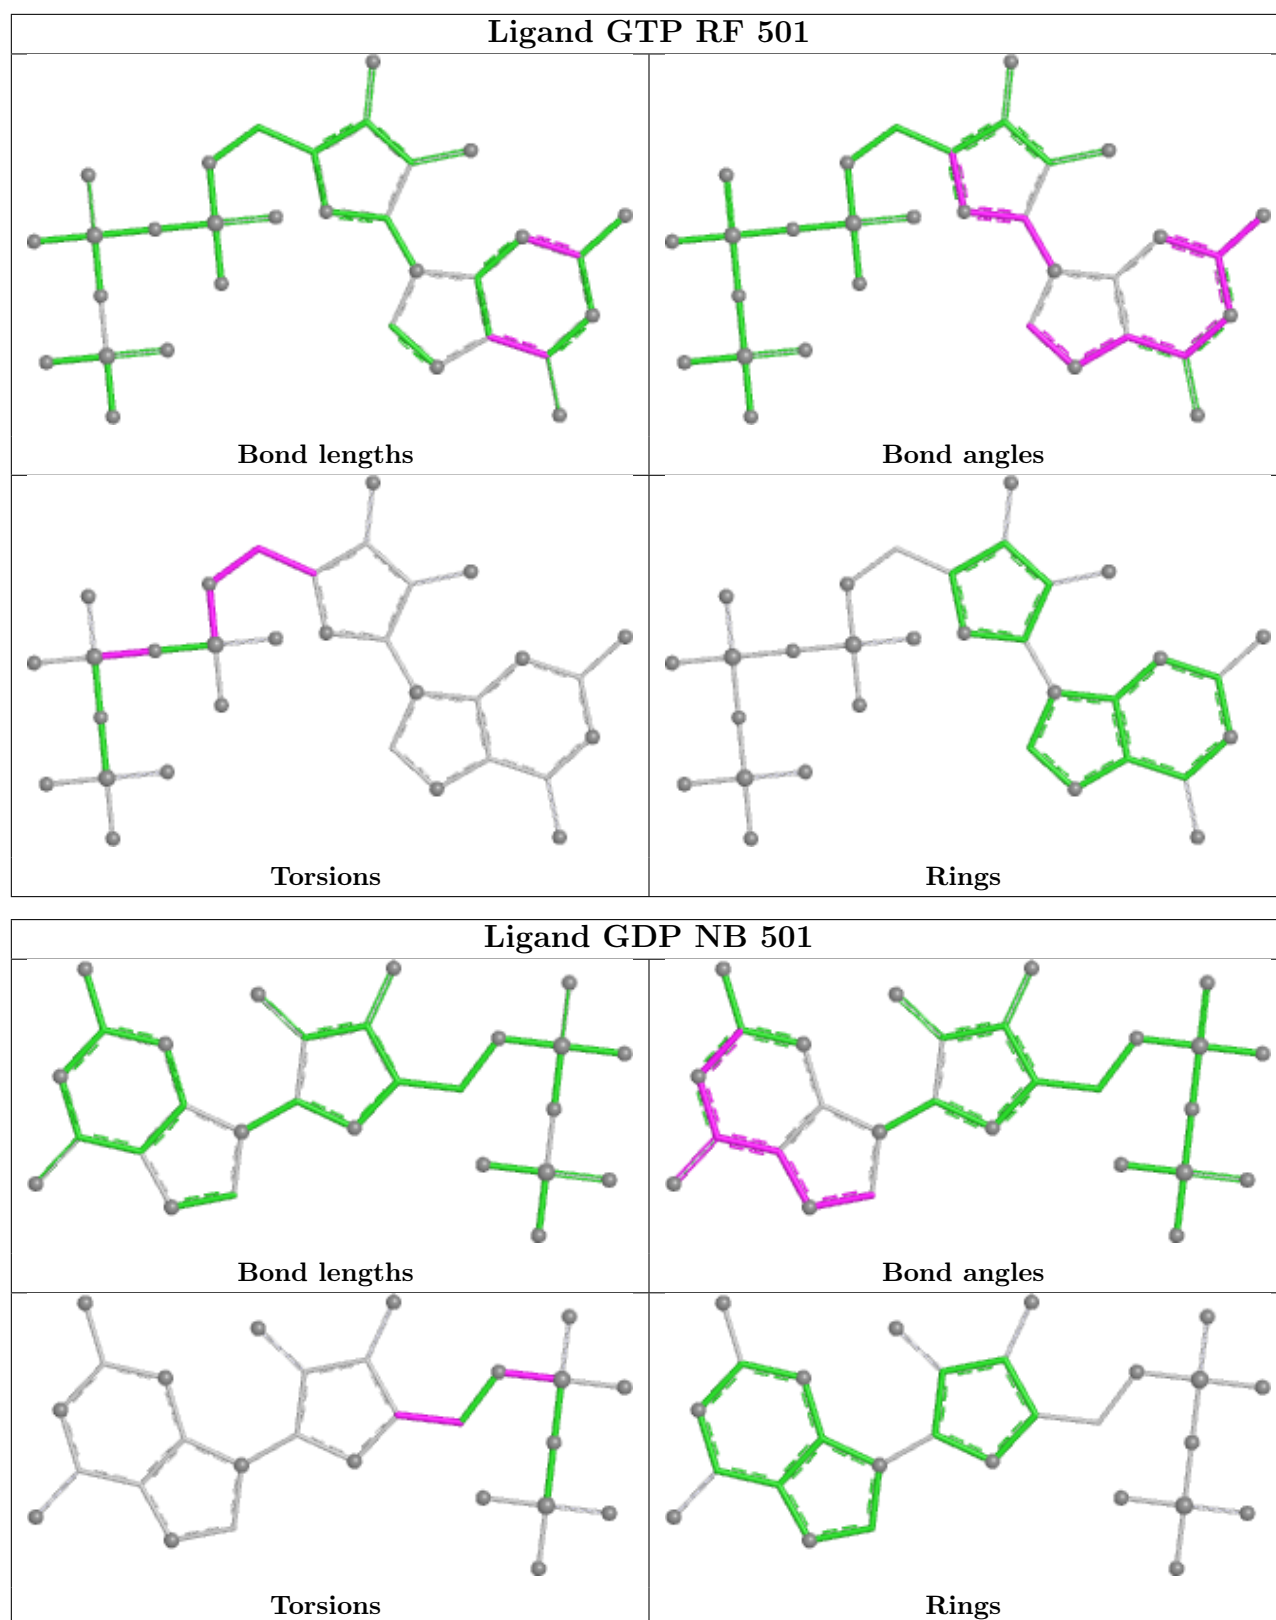 Ligand GTP RF 501
Bond lengths
Bond angles
Torsions
Rings
Ligand GDP NB 501
Bond lengths
Bond angles
Torsions
Rings